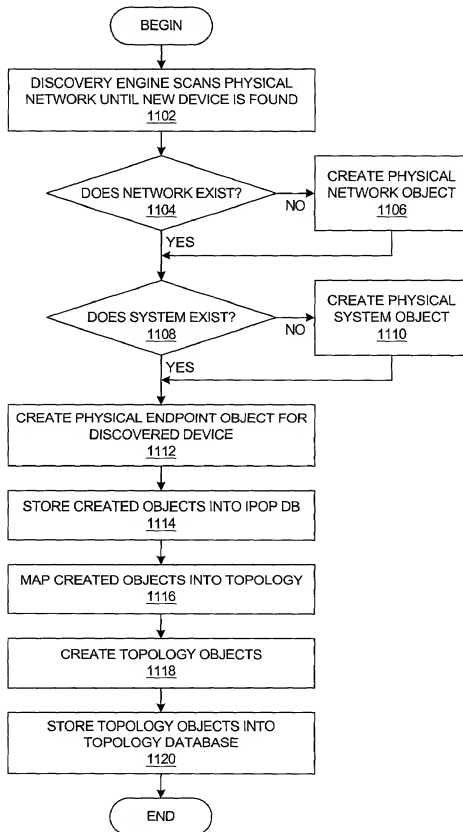 BEGIN
DISCOVERY ENGINE SCANS PHYSICAL
NETWORK UNTIL NEW DEVICE IS FOUND
1102
DOES NETWORK EXIST?
1104
NO
CREATE PHYSICAL
NETWORK OBJECT
1106
YES
DOES SYSTEM EXIST?
1108
NO
CREATE PHYSICAL
SYSTEM OBJECT
1110
YES
CREATE PHYSICAL ENDPOINT OBJECT FOR
DISCOVERED DEVICE
1112
STORE CREATED OBJECTS INTO IPOP DB
1114
MAP CREATED OBJECTS INTO TOPOLOGY
1116
CREATE TOPOLOGY OBJECTS
1118
STORE TOPOLOGY OBJECTS INTO
TOPOLOGY DATABASE
1120
END